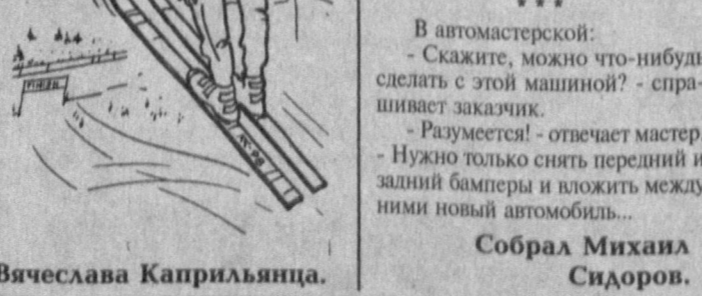 * * *
В автомастерской:
- Скажите, можно что-нибудь
сделать с этой машиной? - спра-
шивает заказчик.
- Разумеется! - отвечает мастер.
- Нужно только снять передний и
задний бамперы и вложить между
ними новый автомобиль...
Собрал Михаил
Сидоров.
Вячеслава Каприльянца.